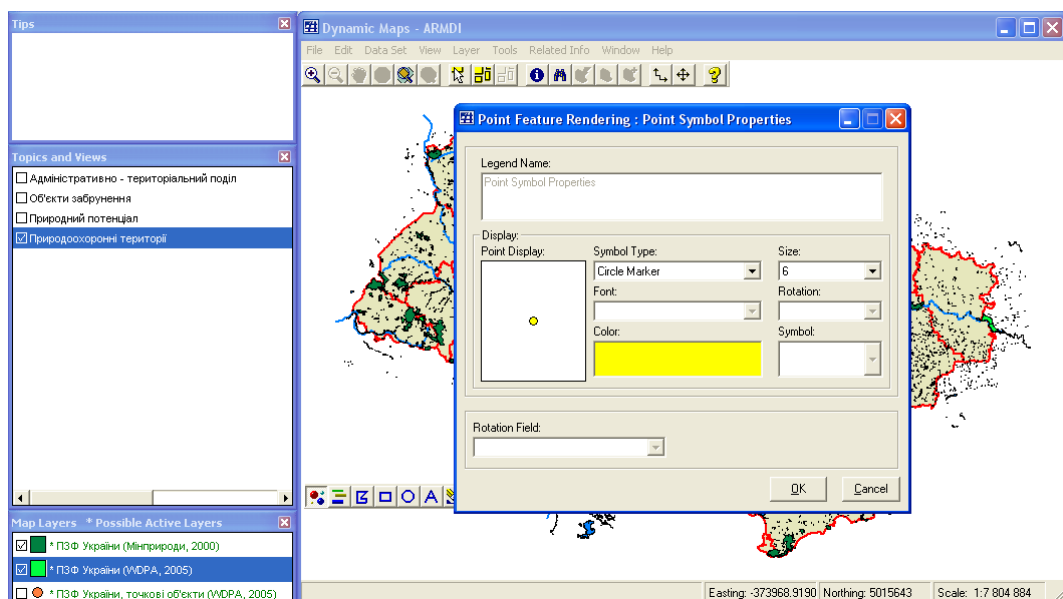 Tips
Topics and Views
Адміністративно - територіальний поділ
Об'єкти забрунення
Природний потенціал
Природоохоронні території
Map Layers * Possible Active Layers
* ПЗФ України (Мінприроди, 2000)
* ПЗФ України (WDPA, 2005)
* ПЗФ України, точкові об'єкти (WDPA, 2005)
Dynamic Maps - ARMDI
File Edit Data Set View Layer Tools Related Info Window Help
Point Feature Rendering : Point Symbol Properties
Legend Name:
Point Symbol Properties
Display:
Point Display:
Symbol Type:
Size:
Circle Marker
6
Font:
Rotation:
Color:
Symbol:
Rotation Field:
OK
Cancel
A
Easting: -373968.9190 Northing: 5015643 Scale: 1:7 804 884